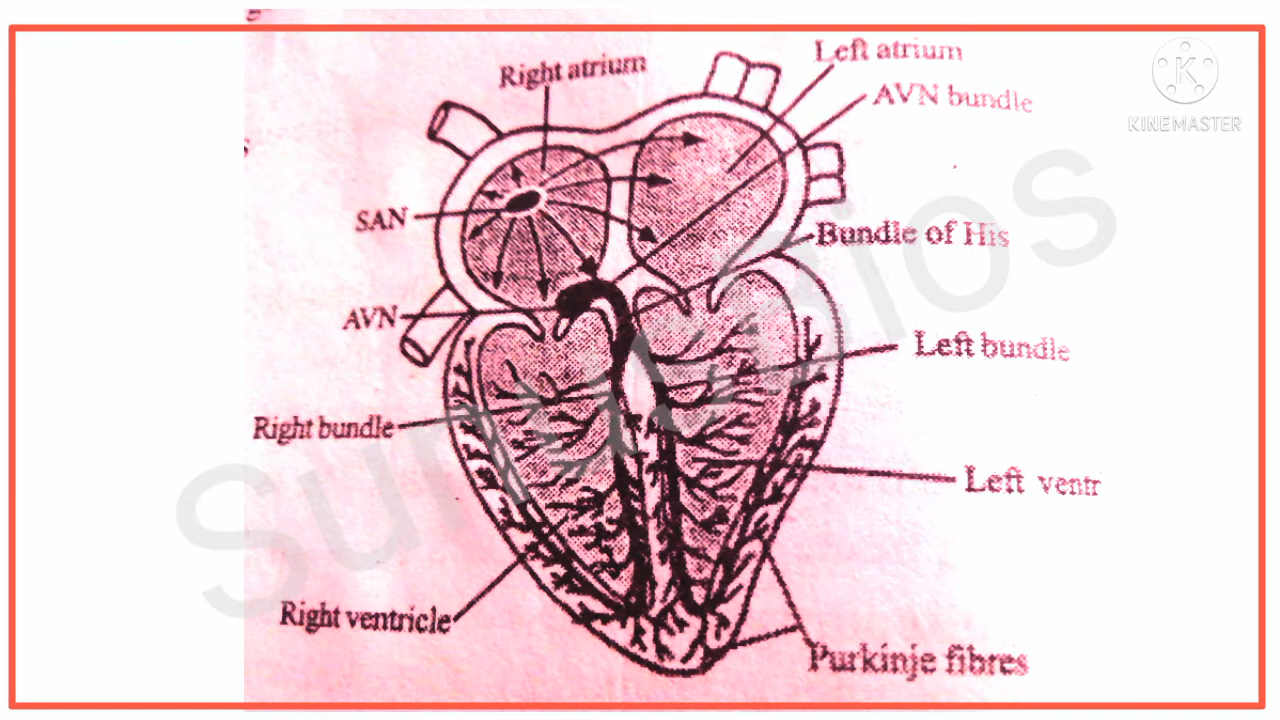 Left atrium
Right atrium
AVN bundle
KINEMASTER
SAN
Bundle of His
AVN
Left bundle
Right bundle
Left ventr
Right ventricle
Purkinje fibres